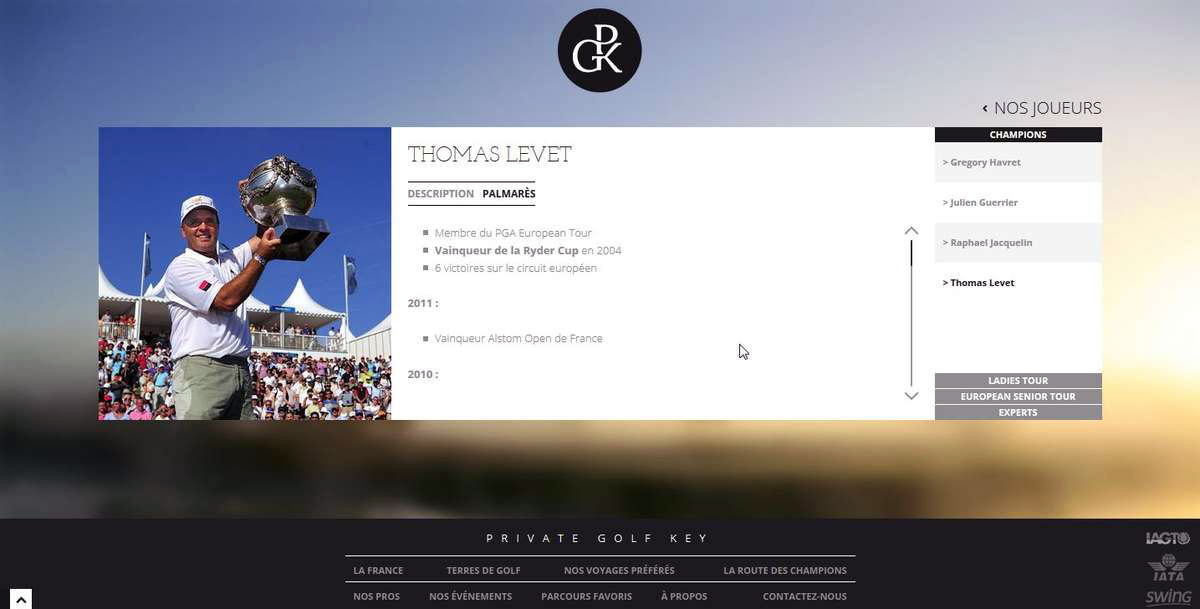 GPK
< NOS JOUEURS
THOMAS LEVET
DESCRIPTION PALMARÈS
Membre du PGA European Tour
Vainqueur de la Ryder Cup en 2004
6 victoires sur le circuit européen
2011 :
Vainqueur Alstom Open de France
2010 :
CHAMPIONS
> Gregory Havret
> Julien Guerrier
> Raphael Jacquelin
> Thomas Levet
LADIES TOUR
EUROPEAN SENIOR TOUR
EXPERTS
PRIVATE GOLF KEY
LA FRANCE TERRES DE GOLF NOS VOYAGES PRÉFÉRÉS LA ROUTE DES CHAMPIONS
NOS PROS NOS ÉVÉNEMENTS PARCOURS FAVORIS À PROPOS CONTACTEZ-NOUS
IAGTO
IATA
SWING